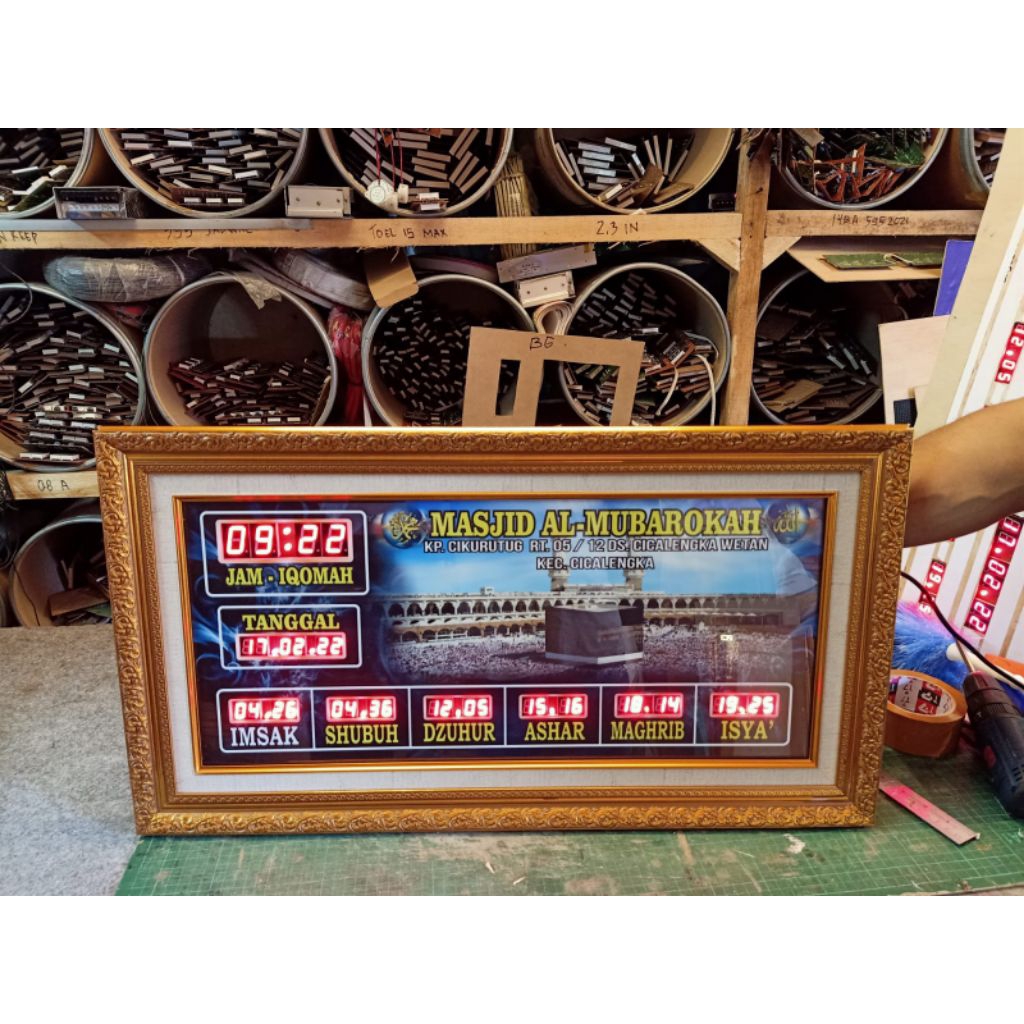 TOEL 15 MAX
2,3 IN
BE
08 A
MASJID AL-MUBAROKAH
KP. CIKURUTUG RT. 05 / 12 DS. CICALENGKA WETAN
KEC. CICALENGKA
09:22
JAM - IQOMAH
TANGGAL
17.02.22
04.26
IMSAK
04.36
SHUBUH
12.05
DZUHUR
15.16
ASHAR
18.14
MAGHRIB
19.25
ISYA'